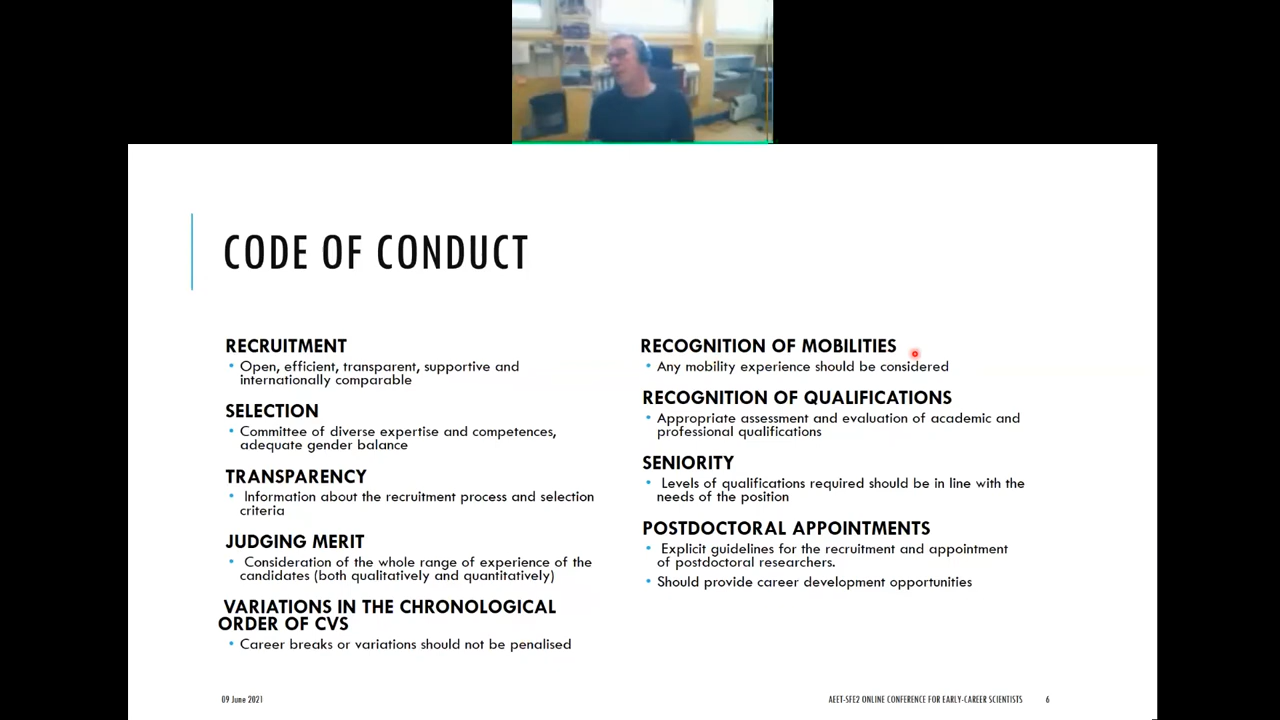 CODE OF CONDUCT
RECRUITMENT
• Open, efficient, transparent, supportive and
internationally comparable
SELECTION
• Committee of diverse expertise and competences,
adequate gender balance
TRANSPARENCY
• Information about the recruitment process and selection
criteria
JUDGING MERIT
• Consideration of the whole range of experience of the
candidates (both qualitatively and quantitatively)
VARIATIONS IN THE CHRONOLOGICAL
ORDER OF CVS
• Career breaks or variations should not be penalised
RECOGNITION OF MOBILITIES
• Any mobility experience should be considered
RECOGNITION OF QUALIFICATIONS
• Appropriate assessment and evaluation of academic and
professional qualifications
SENIORITY
• Levels of qualifications required should be in line with the
needs of the position
POSTDOCTORAL APPOINTMENTS
• Explicit guidelines for the recruitment and appointment
of postdoctoral researchers.
• Should provide career development opportunities
09 June 2021
AEET-SFE2 ONLINE CONFERENCE FOR EARLY-CAREER SCIENTISTS
6